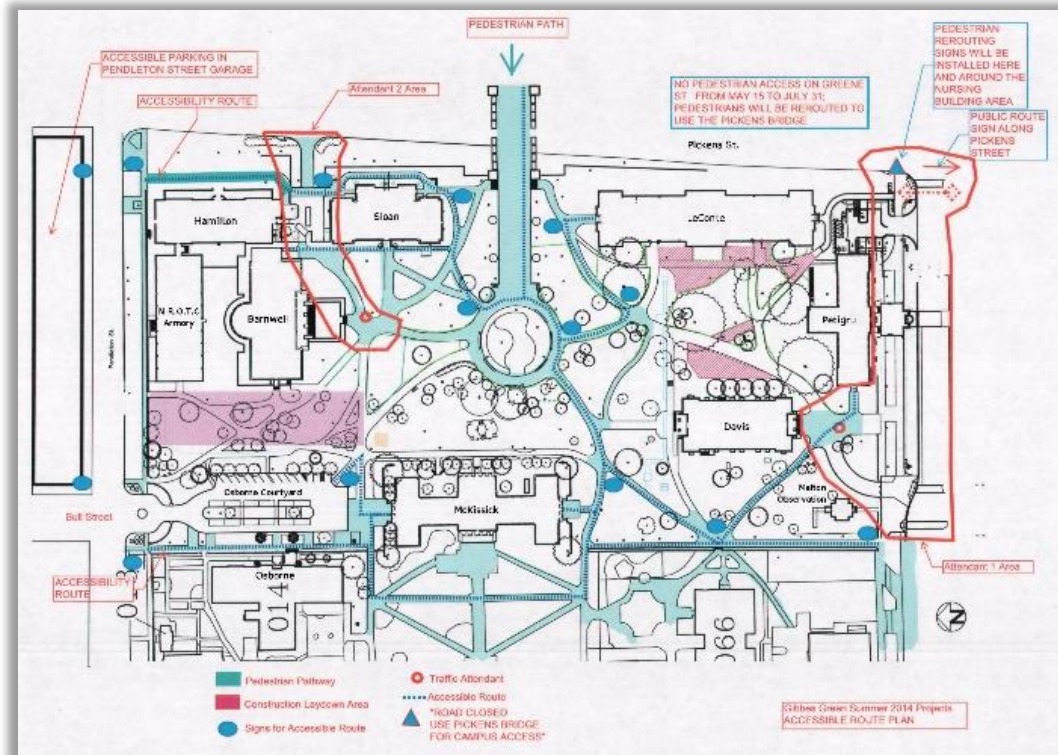 PEDESTRIAN PATH
ACCESSIBLE PARKING IN
PENDLETON STREET GARAGE
ACCESSIBILITY ROUTE
Attendant 2 Area
NO PEDESTRIAN ACCESS ON GREENE
ST FROM MAY 15 TO JULY 31;
PEDESTRIANS WILL BE REROUTED TO
USE THE PICKENS BRIDGE
PEDESTRIAN
REROUTING
SIGNS WILL BE
INSTALLED HERE
AND AROUND THE
NURSING
BUILDING AREA
PUBLIC ROUTE
SIGN ALONG
PICKENS
STREET
Pickens St.
Hamilton
Sloan
LeConte
N.R.O.T.C
Armory
Barnwell
Petigru
Pendleton St.
Davis
Melton
Observation
Osborne Courtyard
McKissick
Bull Street
ACCESSIBILITY
ROUTE
Osborne
014
066
Attendant 1 Area
N
Pedestrian Pathway
Construction Laydown Area
Signs for Accessible Route
Traffic Attendant
Accessible Route
"ROAD CLOSED
USE PICKENS BRIDGE
FOR CAMPUS ACCESS"
Gibbes Green Summer 2014 Projects
ACCESSIBLE ROUTE PLAN